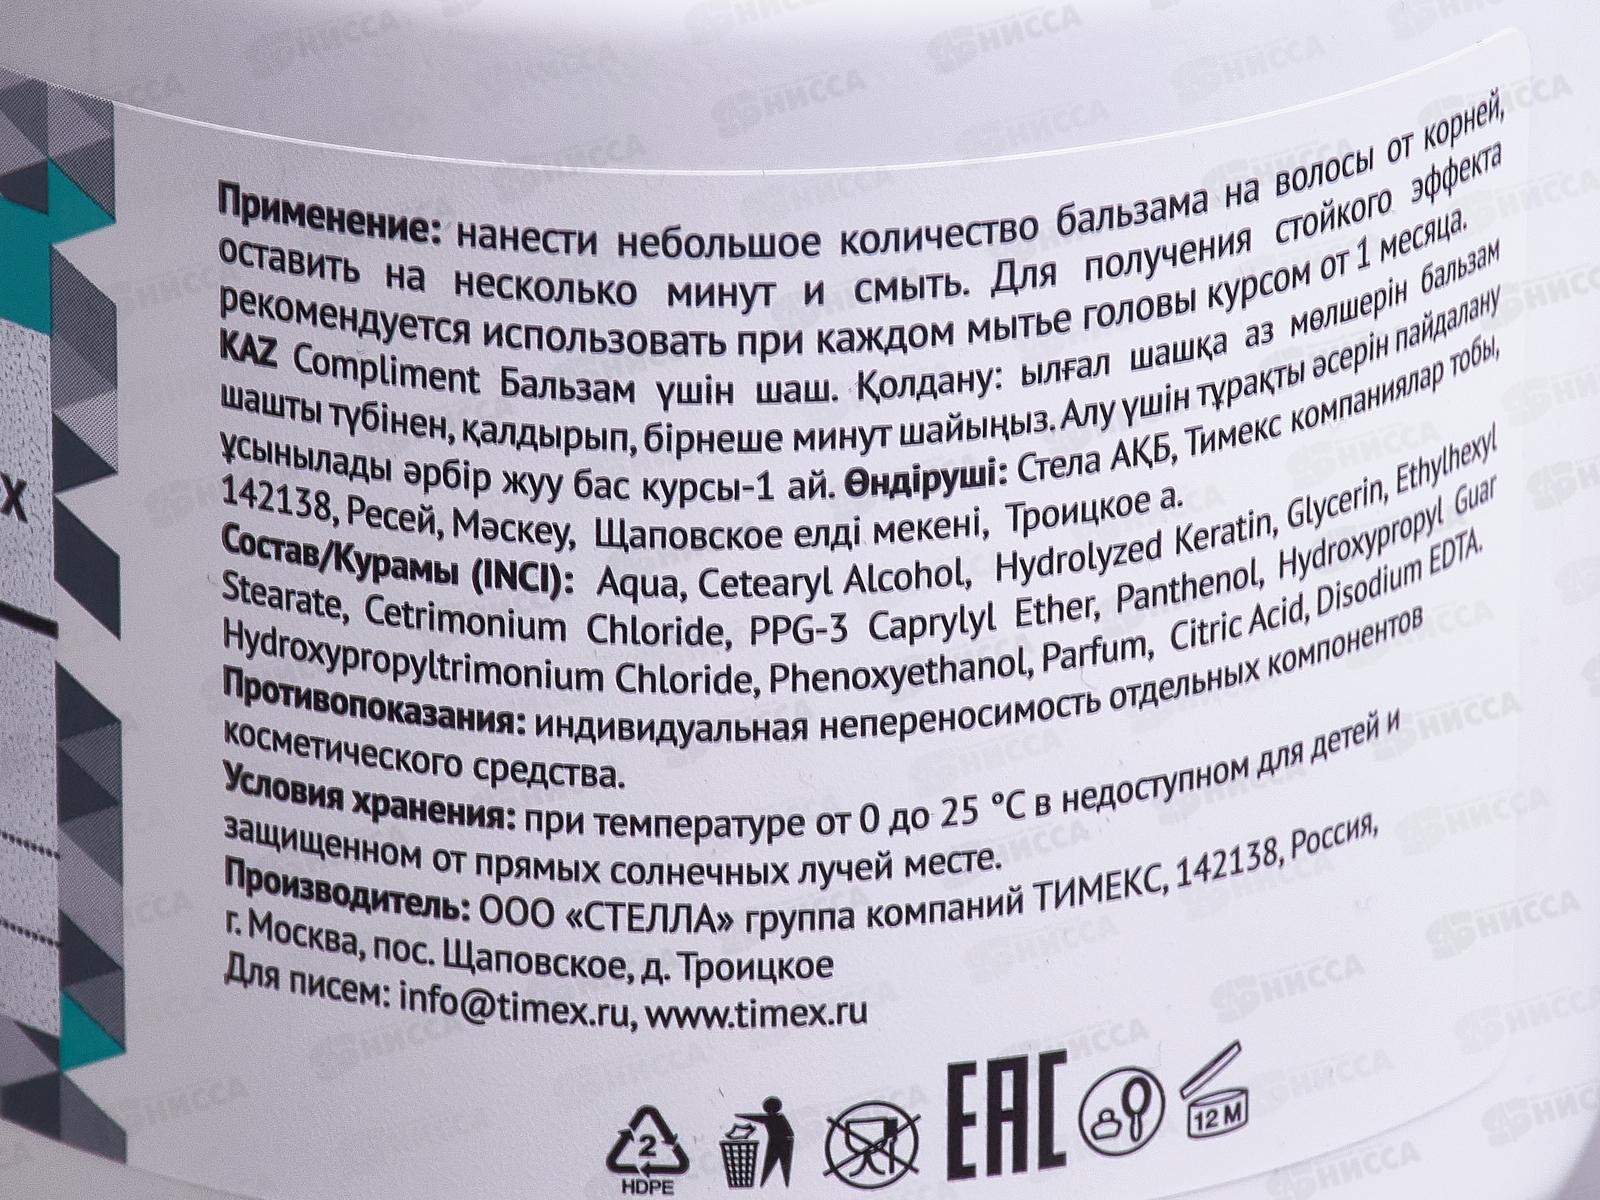 Применение: нанести небольшое количество бальзама на волосы от корней,
оставить на несколько минут и смыть. Для получения стойкого эффекта
рекомендуется использовать при каждом мытье головы курсом от 1 месяца.
KAZ Compliment Бальзам үшін шаш. Қолдану: ылғал шашқа аз мөлшерін бальзам
шашты түбінен, қалдырып, бірнеше минут шайыңыз. Алу үшін тұрақты әсерін пайдалану
ұсынылады әрбір жуу бас курсы-1 ай. Өндіруші: Стела АҚБ, Тимекс компаниялар тобы,
142138, Ресей, Мәскеу, Щаповское елді мекені, Троицкое а.
Состав/Курамы (INCI): Aqua, Cetearyl Alcohol, Hydrolyzed Keratin, Glycerin, Ethylhexyl
Stearate, Cetrimonium Chloride, PPG-3 Caprylyl Ether, Panthenol, Hydroxypropyl Guar
Hydroxypropyltrimonium Chloride, Phenoxyethanol, Parfum, Citric Acid, Disodium EDTA.
Противопоказания: индивидуальная непереносимость отдельных компонентов
косметического средства.
Условия хранения: при температуре от 0 до 25 °С в недоступном для детей и
защищенном от прямых солнечных лучей месте.
Производитель: ООО «СТЕЛЛА» группа компаний ТИМЕКС, 142138, Россия,
г. Москва, пос. Щаповское, д. Троицкое
Для писем: info@timex.ru, www.timex.ru
2
HDPE
EAC
12 M
НИССА